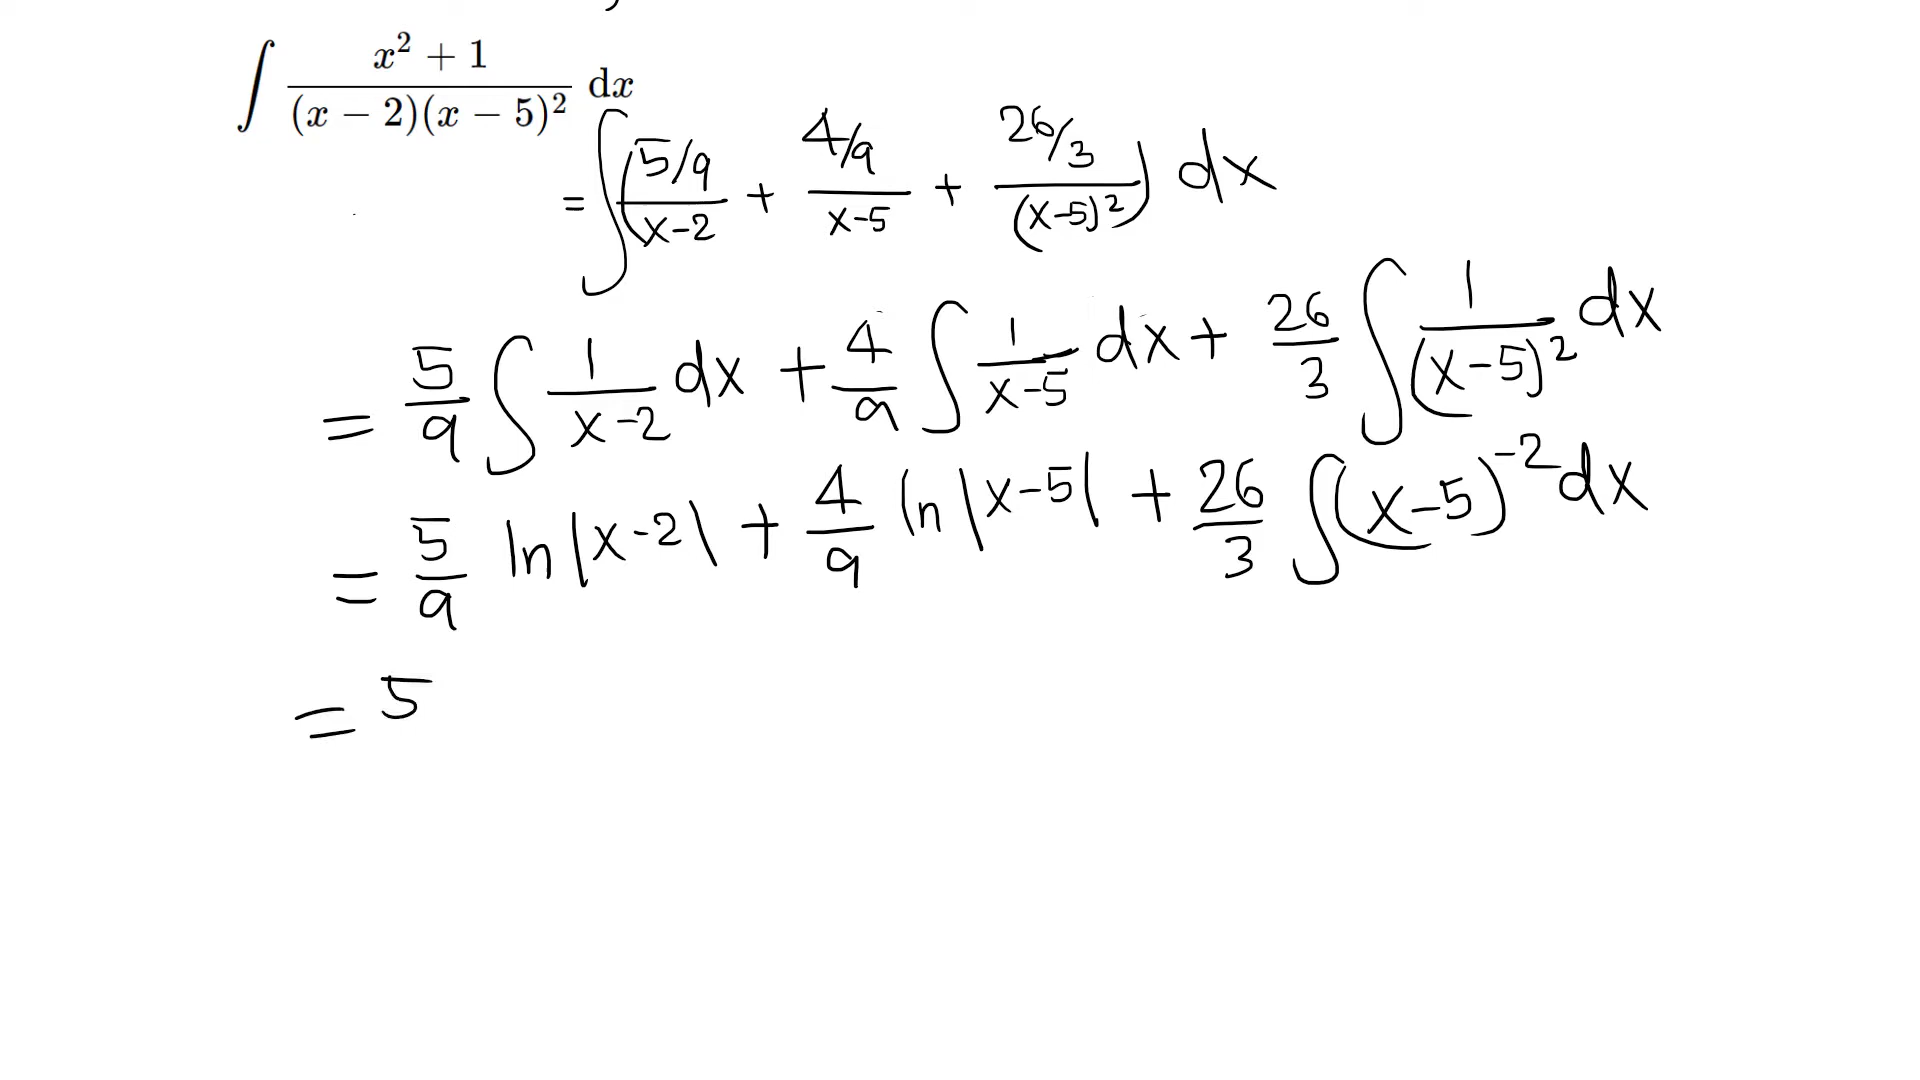 ∫ (x² + 1)/((x − 2)(x − 5)²) dx
= ∫ ((5/9)/(x−2) + (4/9)/(x−5) + (26/3)/(x−5)²) dx
= 5/9 ∫ 1/(x−2) dx + 4/9 ∫ 1/(x−5) dx + 26/3 ∫ 1/(x−5)² dx
= 5/9 ln|x−2| + 4/9 ln|x−5| + 26/3 ∫ (x−5)⁻² dx
= 5